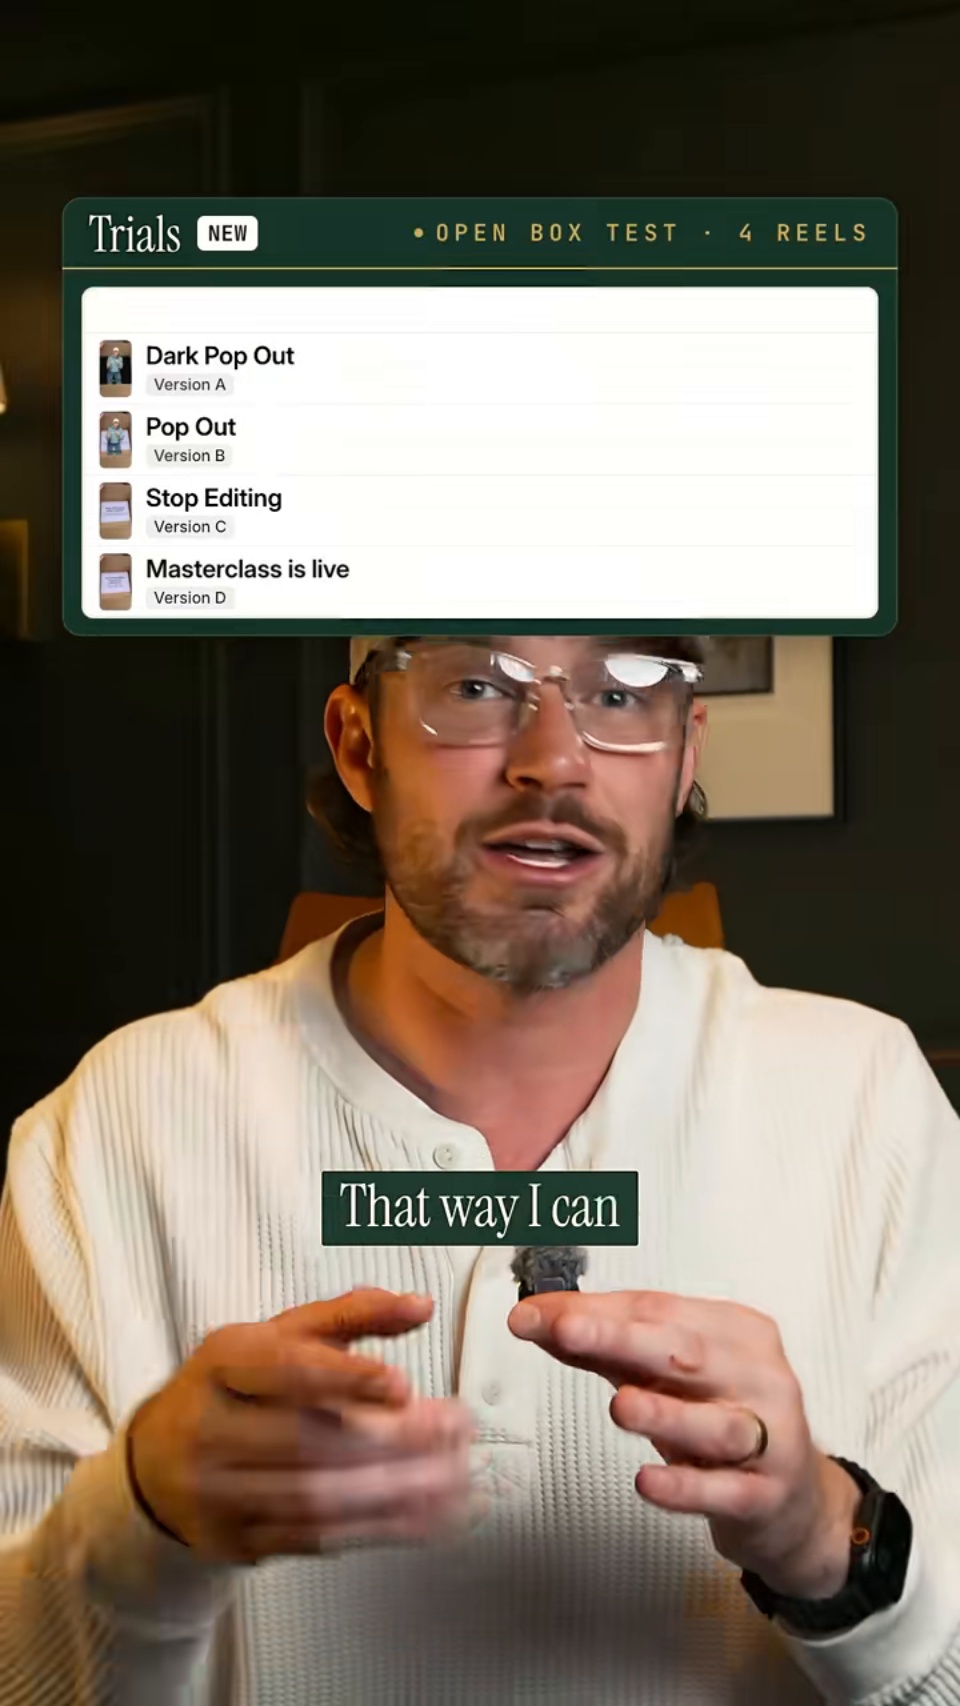 Trials NEW • OPEN BOX TEST · 4 REELS
Dark Pop Out
Version A
Pop Out
Version B
Stop Editing
Version C
Masterclass is live
Version D
That way I can